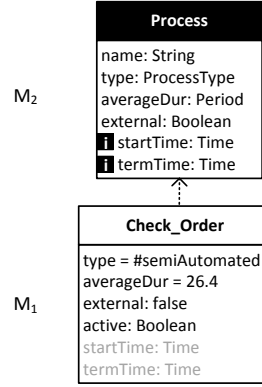 Process
name: String
type: ProcessType
averageDur: Period
external: Boolean
i startTime: Time
i termTime: Time
M₂
Check_Order
type = #semiAutomated
averageDur = 26.4
external: false
active: Boolean
startTime: Time
termTime: Time
M₁